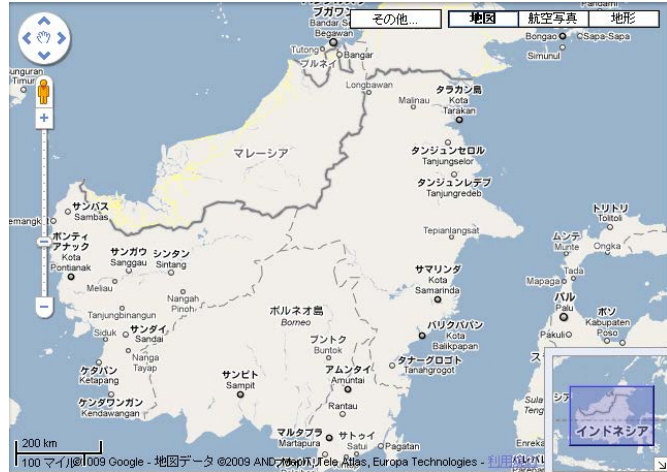 ブガワン
Bandar Se
Begawan
その他...
地図
航空写真
地形
Bongao
Sapa-Sapa
Simunul
Tutong
Bangar
ブルネイ
Longbawan
Malinau
タラカン島
Kota
Tarakan
マレーシア
タンジュンセロル
Tanjungselor
タンジュンレデブ
Tanjungredeb
サンバス
Sambas
ポンティ
アナック
Kota
Pontianak
サンガウ
Sanggau
シンタン
Sintang
Meliau
Nangah
Pinoh
Tepianlangsat
トリトリ
Tolitoli
ムンテ
Munte
Ongka
Tada
Mapaga
サマリンダ
Kota
Samarinda
パル
Palu
ポソ
Kabupaten
Poso
Pakuli
Tanjungbinangun
Siduk
サンダイ
Sandai
Nanga
Tayap
ボルネオ島
Borneo
ブントク
Buntok
バリクパパン
Kota
Balikpapan
タナーグロゴト
Tanahgrogot
ケタパン
Ketapang
ケンダワンガン
Kendawangan
サンピト
Sampit
アムンタイ
Amuntai
Rantau
マルタプラ
Martapura
サトゥイ
Satui
Pagatan
インドネシア
200 km
100 マイル
Google - 地図データ ©2009 AND, MapIT, Tele Atlas, Europa Technologies -